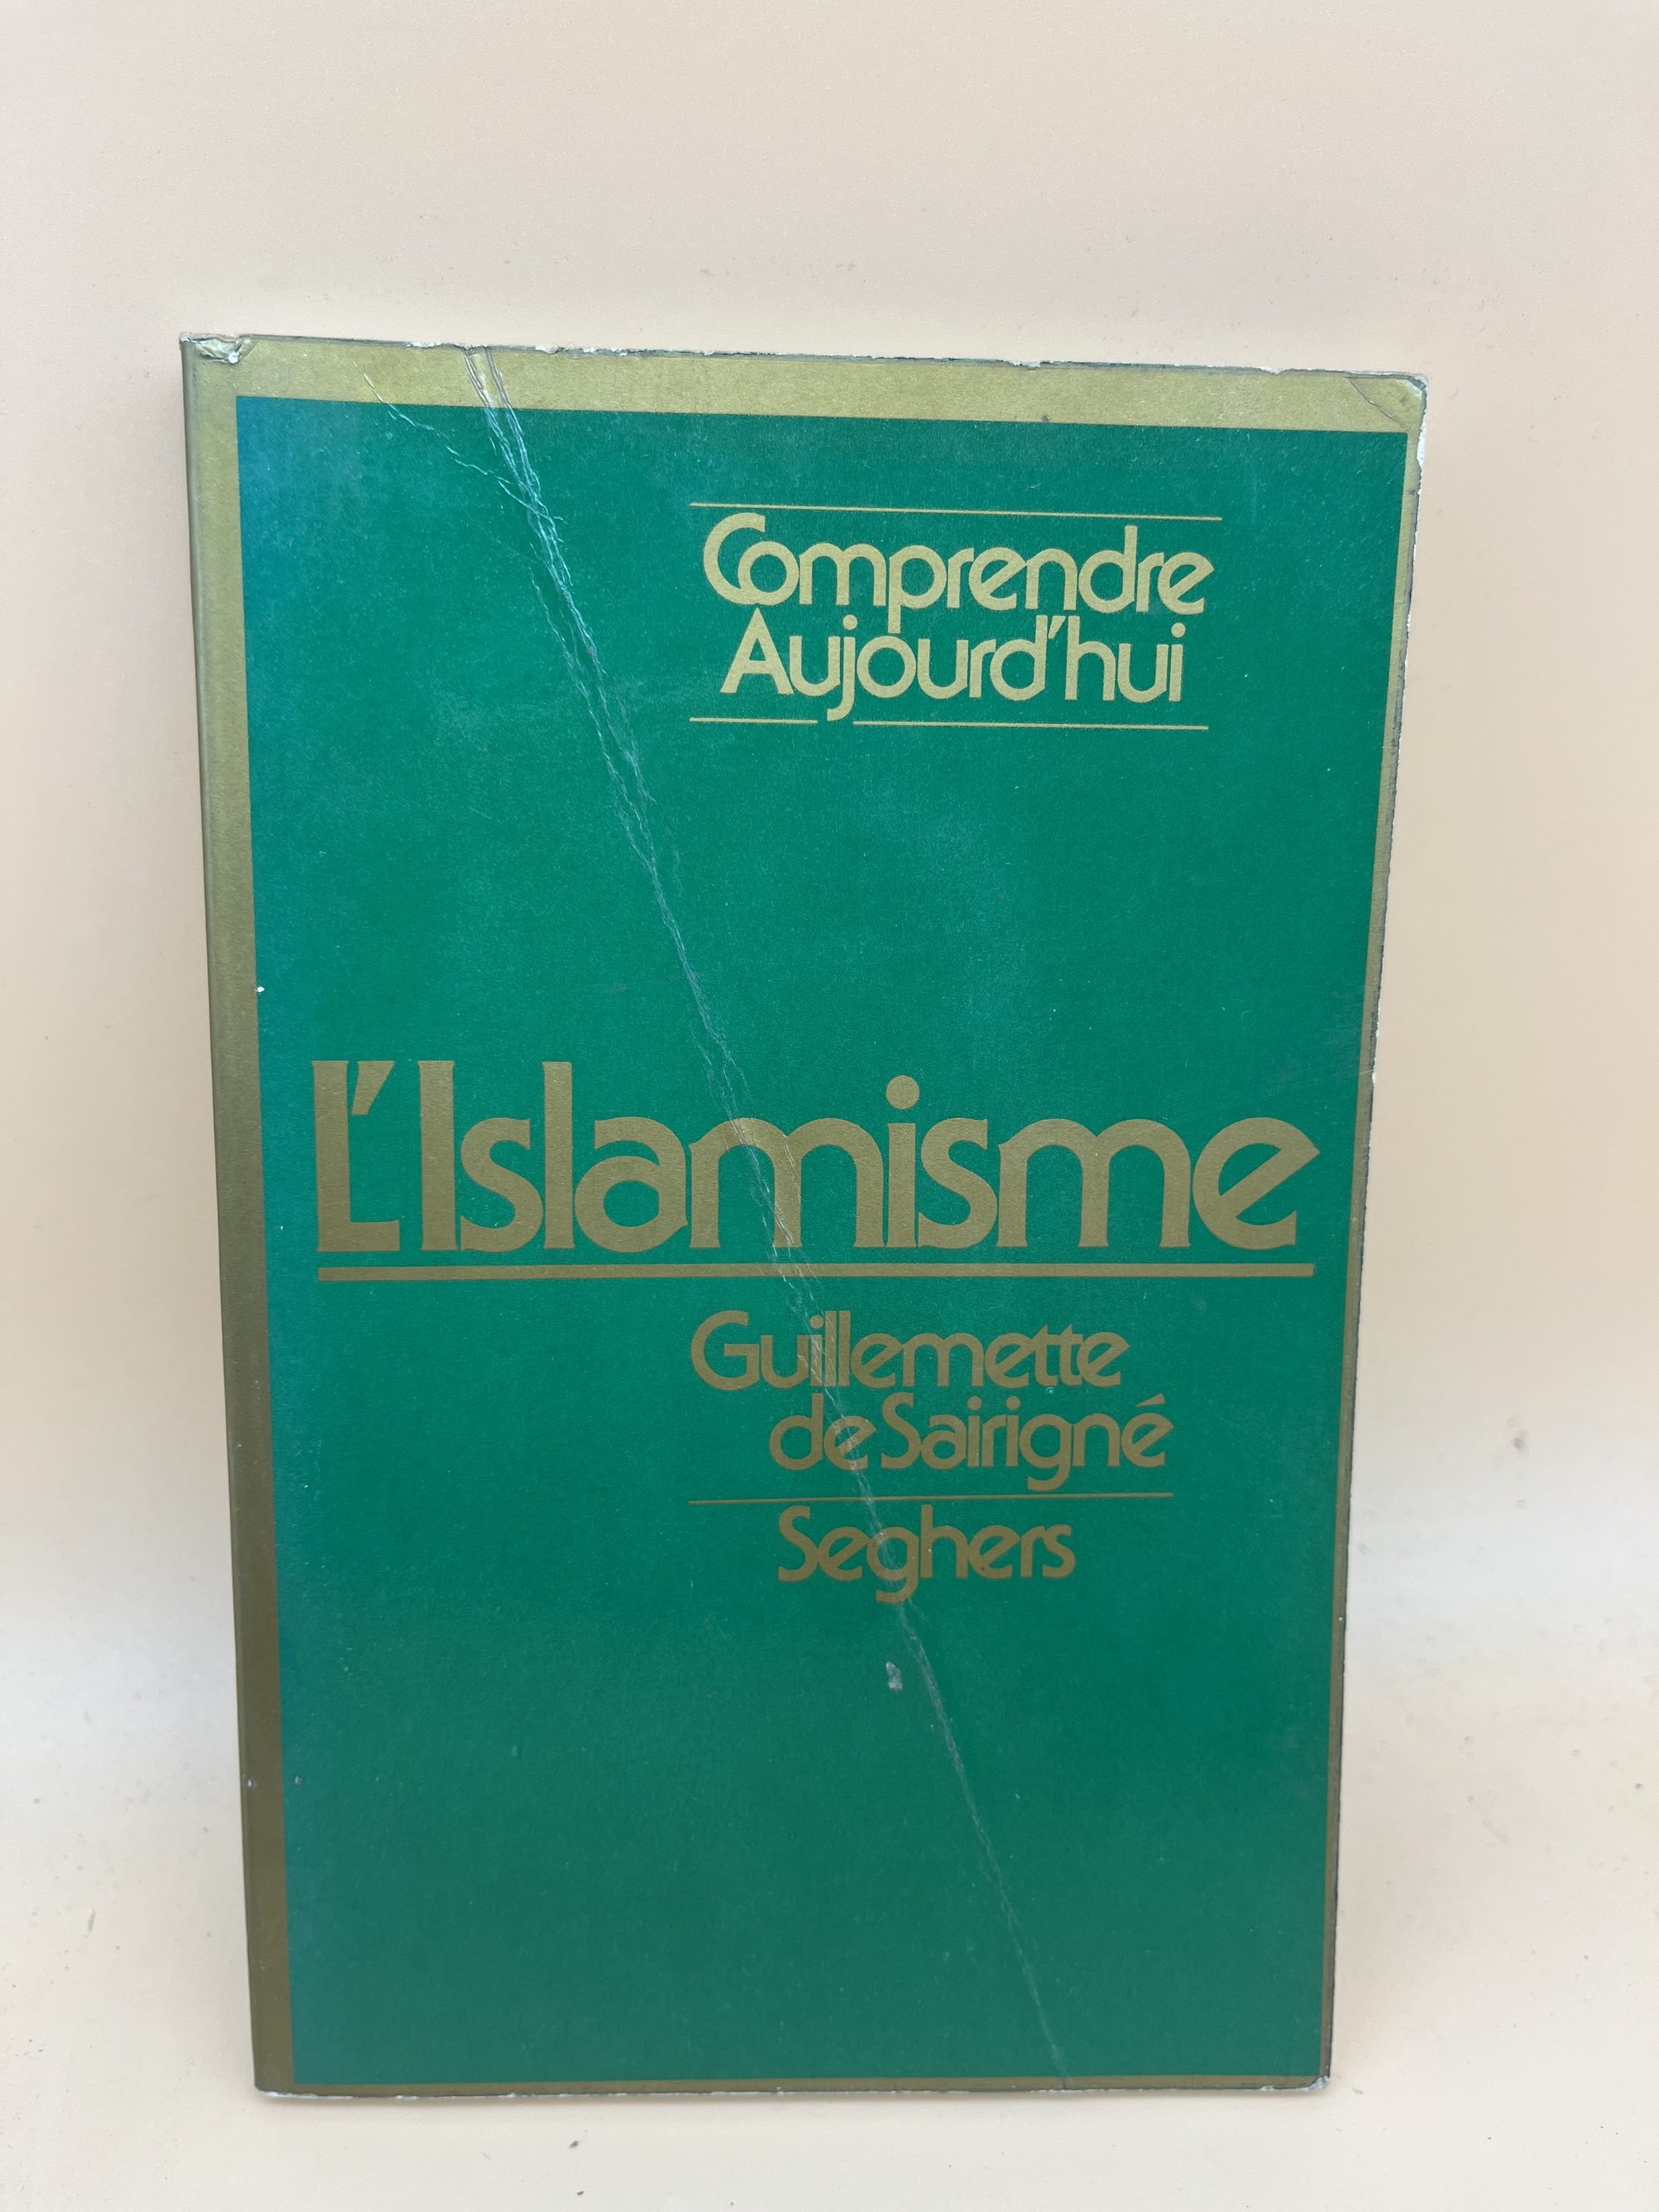 Comprendre
Aujourd'hui
L'Islamisme
Guillemette
de Sairigné
Seghers